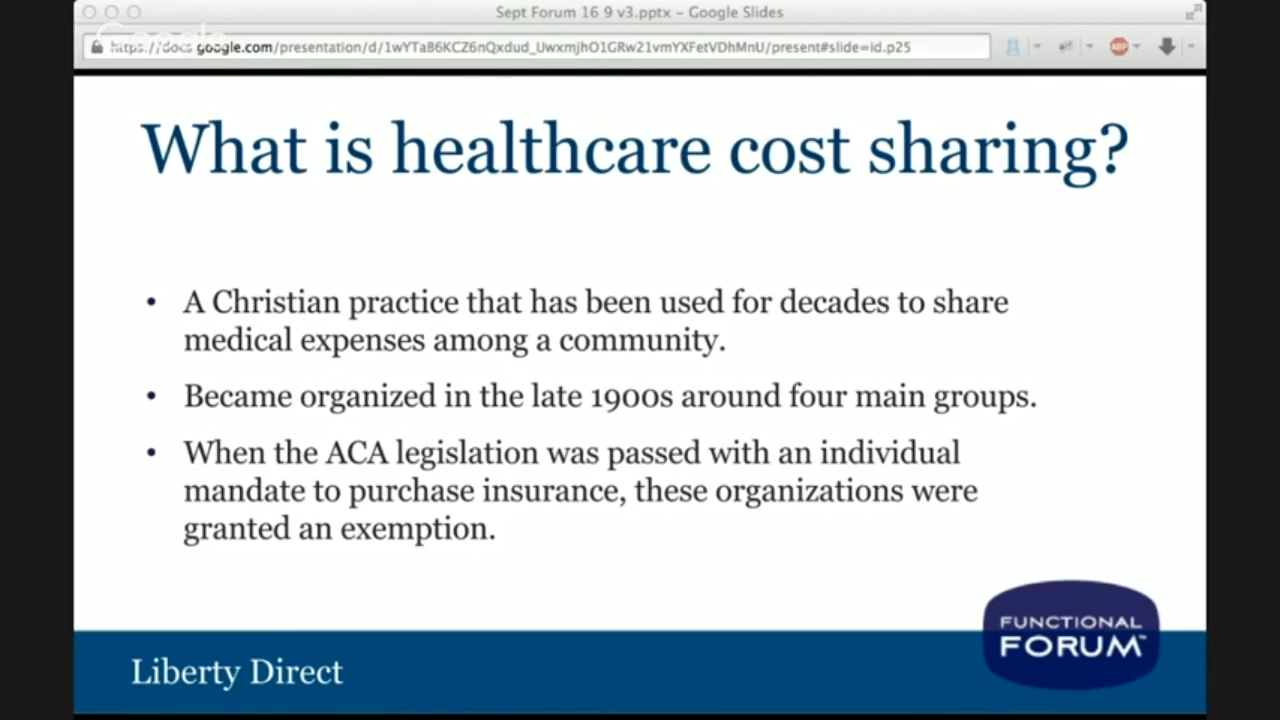 Sept Forum 16 9 v3.pptx – Google Slides
Google
https://docs.google.com/presentation/d/1wYTaB6KCZ6nQxdud_UwxmjhO1GRw21vmYXFetVDhMnU/present#slide=id.p25
ABP
What is healthcare cost sharing?
• A Christian practice that has been used for decades to share
medical expenses among a community.
• Became organized in the late 1900s around four main groups.
• When the ACA legislation was passed with an individual
mandate to purchase insurance, these organizations were
granted an exemption.
FUNCTIONAL
FORUM™
Liberty Direct